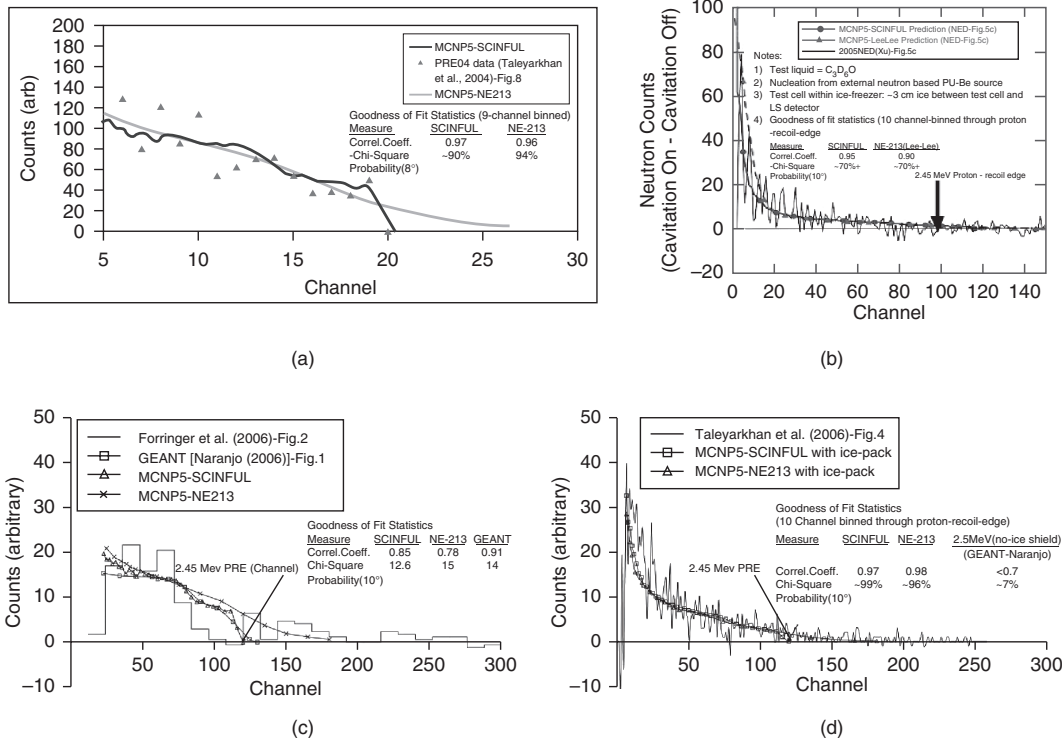 200
180
160
140
120
100
80
60
40
20
0
Counts (arb)
5 10 15 20 25 30
Channel
MCNP5-SCINFUL
PRE04 data (Taleyarkhan
et al., 2004)-Fig.8
MCNP5-NE213
Goodness of Fit Statistics (9-channel binned)
Measure SCINFUL NE-213
Correl.Coeff. 0.97 0.96
-Chi-Square ~90% 94%
Probability(8°)
(a)
100
80
60
40
20
0
−20
Neutron Counts
(Cavitation On - Cavitation Off)
0 20 40 60 80 100 120 140
Channel
MCNP5-SCINFUL Prediction (NED-Fig.5c)
MCNP5-LeeLee Prediction (NED-Fig.5c)
2005NED(Xu)-Fig.5c
Notes:
1) Test liquid = C3D6O
2) Nucleation from external neutron based PU-Be source
3) Test cell within ice-freezer: ~3 cm ice between test cell and
LS detector
4) Goodness of fit statistics (10 channel-binned through proton
-recoil-edge
Measure SCINFUL NE-213(Lee-Lee)
Correl.Coeff. 0.95 0.90
-Chi-Square ~70%+ ~70%+
Probability(10°)
2.45 MeV Proton - recoil edge
(b)
50
40
30
20
10
0
−10
Counts (arbitrary)
50 100 150 200 250 300
Channel
Forringer et al. (2006)-Fig.2
GEANT [Naranjo (2006)]-Fig.1
MCNP5-SCINFUL
MCNP5-NE213
Goodness of Fit Statistics
Measure SCINFUL NE-213 GEANT
Correl.Coeff. 0.85 0.78 0.91
Chi-Square 12.6 15 14
Probability(10°)
2.45 Mev PRE (Channel)
(c)
50
40
30
20
10
0
−10
Counts (arbitrary)
50 100 150 200 250 300
Channel
Taleyarkhan et al. (2006)-Fig.4
MCNP5-SCINFUL with ice-pack
MCNP5-NE213 with ice-pack
Goodness of Fit Statistics
(10 Channel binned through proton-recoil-edge)
Measure SCINFUL NE-213 2.5MeV(no-ice shield)
(GEANT-Naranjo)
Correl.Coeff. 0.97 0.98 <0.7
Chi-Square ~99% ~96% ~7%
Probability(10°)
2.45 MeV PRE
(d)